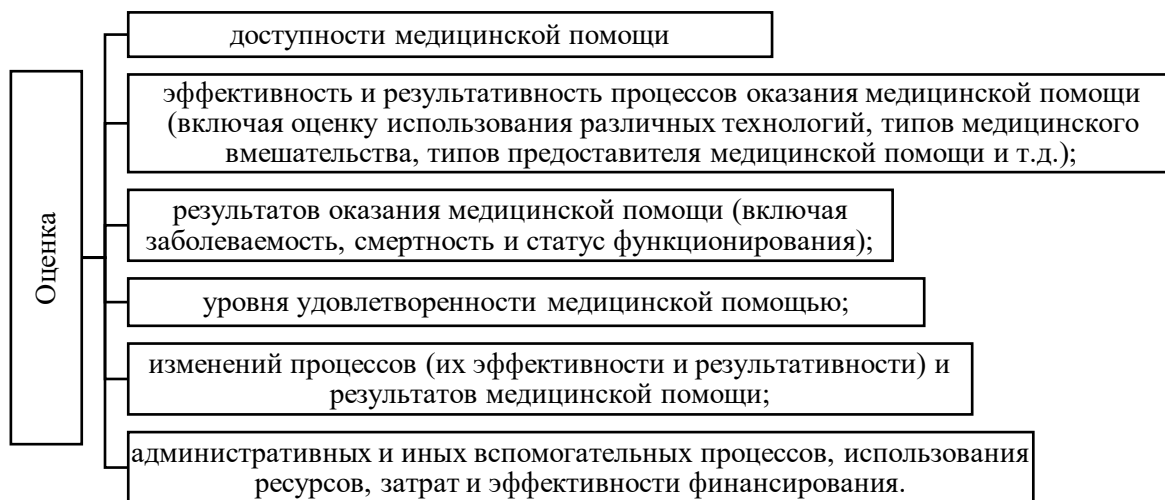 Оценка
доступности медицинской помощи
эффективность и результативность процессов оказания медицинской помощи
(включая оценку использования различных технологий, типов медицинского
вмешательства, типов предоставителя медицинской помощи и т.д.);
результатов оказания медицинской помощи (включая
заболеваемость, смертность и статус функционирования);
уровня удовлетворенности медицинской помощью;
изменений процессов (их эффективности и результативности) и
результатов медицинской помощи;
административных и иных вспомогательных процессов, использования
ресурсов, затрат и эффективности финансирования.